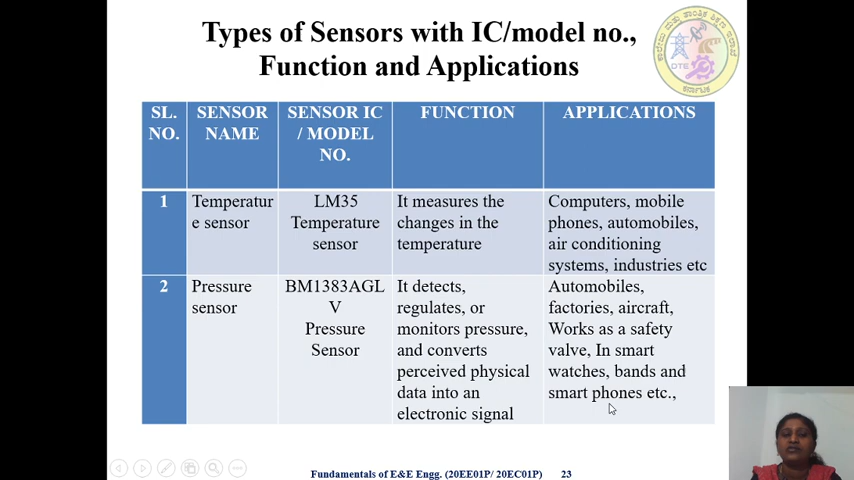 Types of Sensors with IC/model no.,
Function and Applications
DTE
SL.
NO.
SENSOR
NAME
SENSOR IC
/ MODEL
NO.
FUNCTION
APPLICATIONS
1
Temperatur
e sensor
LM35
Temperature
sensor
It measures the
changes in the
temperature
Computers, mobile
phones, automobiles,
air conditioning
systems, industries etc
2
Pressure
sensor
BM1383AGL
V
Pressure
Sensor
It detects,
regulates, or
monitors pressure,
and converts
perceived physical
data into an
electronic signal
Automobiles,
factories, aircraft,
Works as a safety
valve, In smart
watches, bands and
smart phones etc.,
Fundamentals of E&E Engg. (20EE01P/ 20EC01P) 23